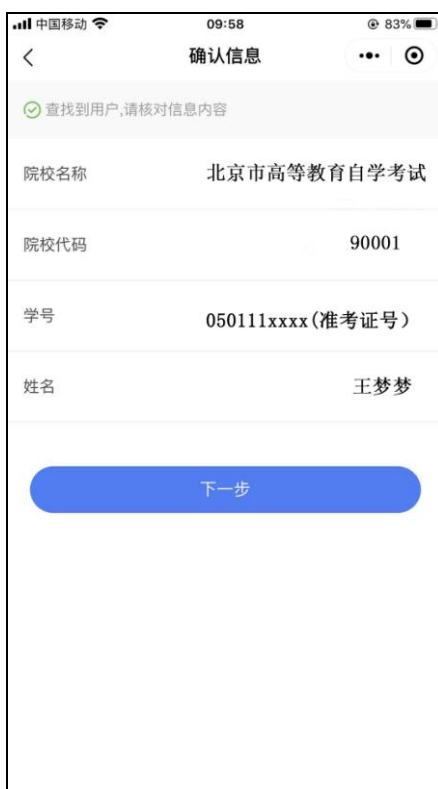 中国移动 09:58 83%
确认信息
查找到用户,请核对信息内容
院校名称 北京市高等教育自学考试
院校代码 90001
学号 050111xxxx(准考证号)
姓名 王梦梦
下一步